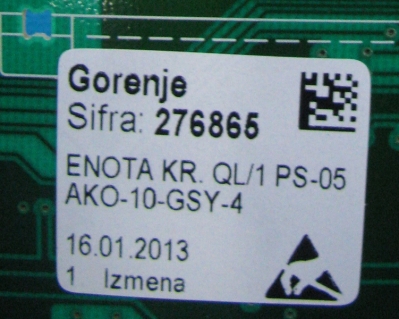 Gorenje
Sifra: 276865
ENOTA KR. QL/1 PS-05
AKO-10-GSY-4
16.01.2013
1 Izmena